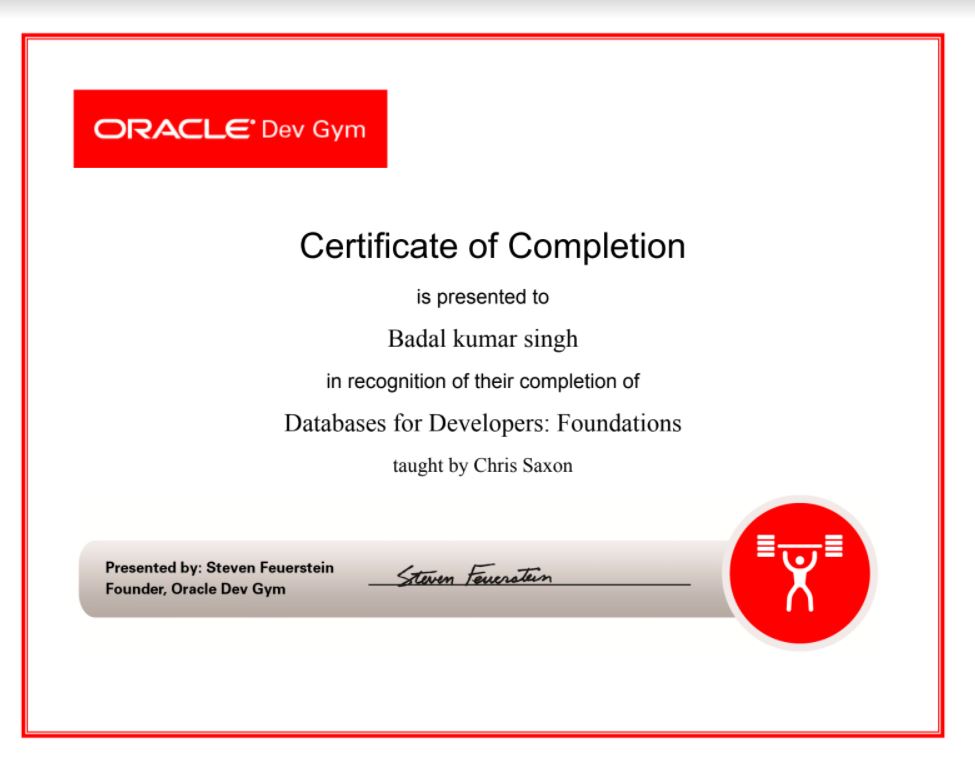 ORACLE Dev Gym
Certificate of Completion
is presented to
Badal kumar singh
in recognition of their completion of
Databases for Developers: Foundations
taught by Chris Saxon
Presented by: Steven Feuerstein
Founder, Oracle Dev Gym
Steven Feuerstein